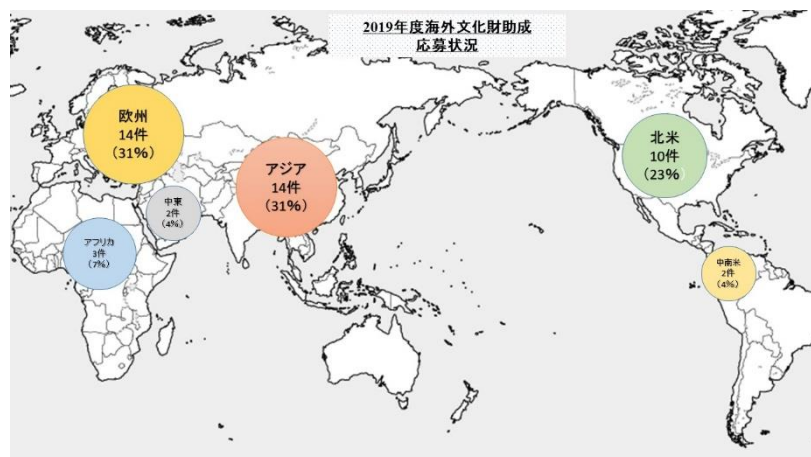 2019年度海外文化財助成
応募状況
欧州
14件
(31%)
アジア
14件
(31%)
北米
10件
(23%)
中東
2件
(4%)
アフリカ
3件
(7%)
中南米
2件
(4%)